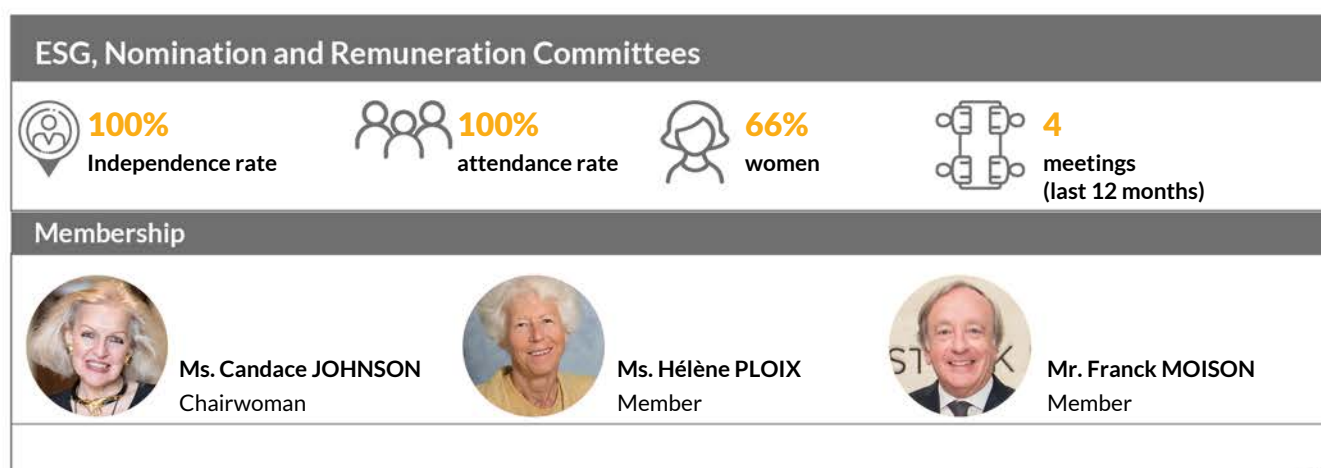 ESG, Nomination and Remuneration Committees
100%
Independence rate
100%
attendance rate
66%
women
4
meetings
(last 12 months)
Membership
Ms. Candace JOHNSON
Chairwoman
Ms. Hélène PLOIX
Member
Mr. Franck MOISON
Member